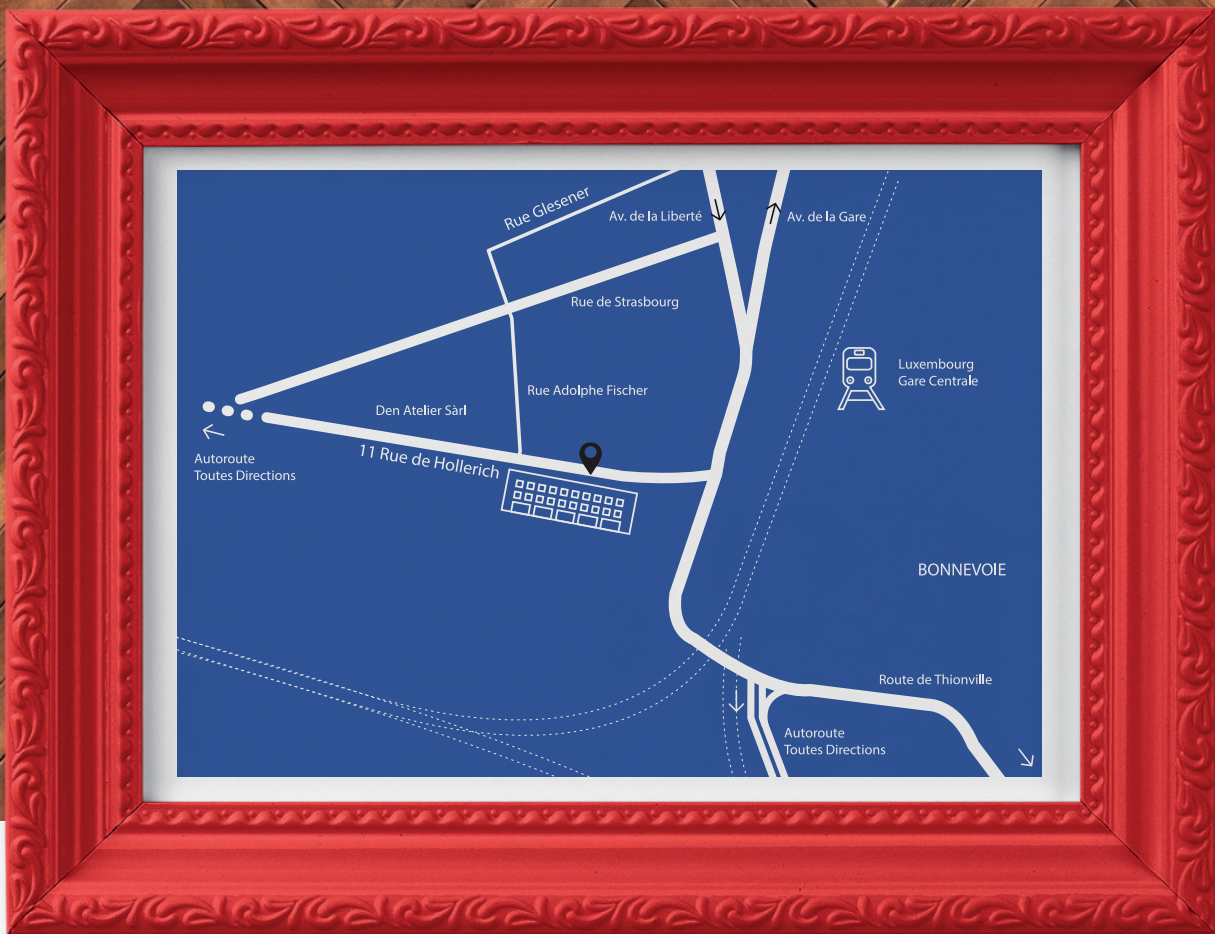 Rue Glesener
Av. de la Liberté
Av. de la Gare
Rue de Strasbourg
Luxembourg
Gare Centrale
Rue Adolphe Fischer
Den Atelier Sàrl
11 Rue de Hollerich
Autoroute
Toutes Directions
BONNEVOIE
Route de Thionville
Autoroute
Toutes Directions